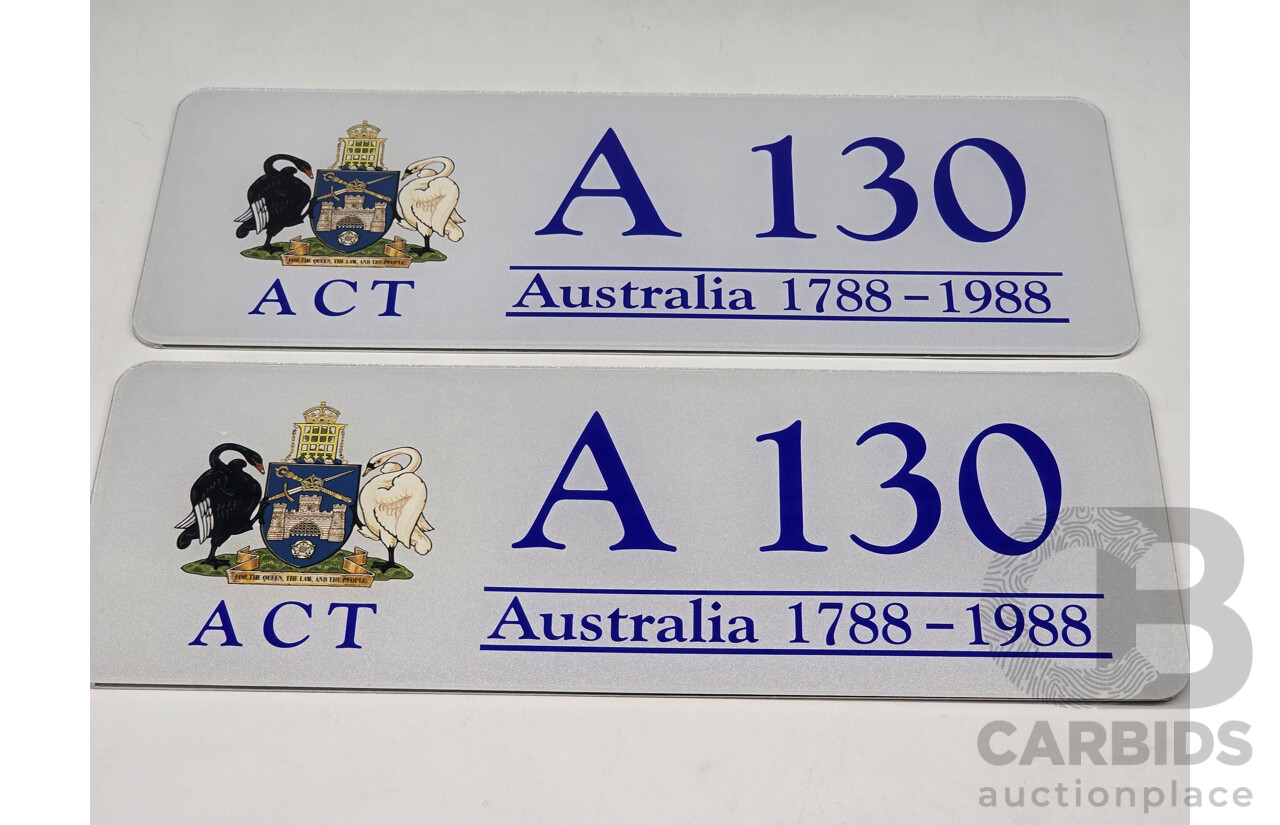 A 130
FOR THE QUEEN, THE LAW, AND THE PEOPLE.
ACT
Australia 1788 – 1988
A 130
FOR THE QUEEN, THE LAW, AND THE PEOPLE.
ACT
Australia 1788 – 1988
CB
CARBIDS
auctionplace